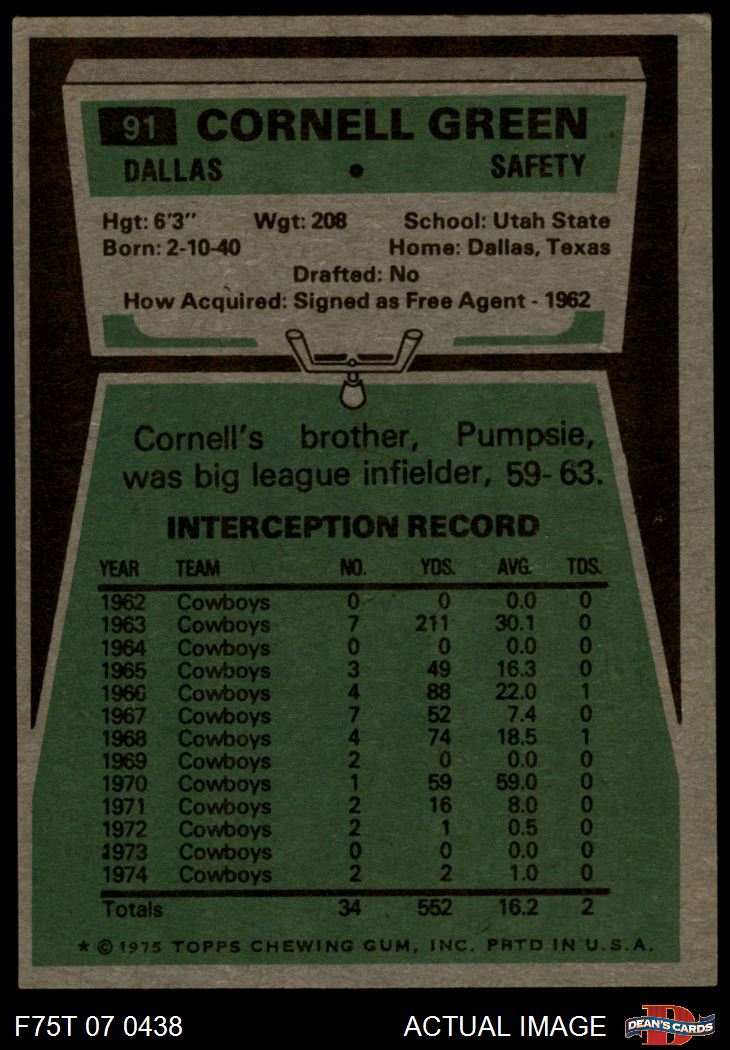 91 CORNELL GREEN
DALLAS • SAFETY
Hgt: 6'3" Wgt: 208 School: Utah State
Born: 2-10-40 Home: Dallas, Texas
Drafted: No
How Acquired: Signed as Free Agent - 1962
Cornell's brother, Pumpsie,
was big league infielder, 59-63.
INTERCEPTION RECORD
YEAR TEAM NO. YDS. AVG. TDS.
1962 Cowboys 0 0 0.0 0
1963 Cowboys 7 211 30.1 0
1964 Cowboys 0 0 0.0 0
1965 Cowboys 3 49 16.3 0
1966 Cowboys 4 88 22.0 1
1967 Cowboys 7 52 7.4 0
1968 Cowboys 4 74 18.5 1
1969 Cowboys 2 0 0.0 0
1970 Cowboys 1 59 59.0 0
1971 Cowboys 2 16 8.0 0
1972 Cowboys 2 1 0.5 0
1973 Cowboys 0 0 0.0 0
1974 Cowboys 2 2 1.0 0
Totals 34 552 16.2 2
* © 1975 TOPPS CHEWING GUM, INC. PRTD IN U.S.A.
F75T 07 0438 ACTUAL IMAGE D DEAN'S CARDS